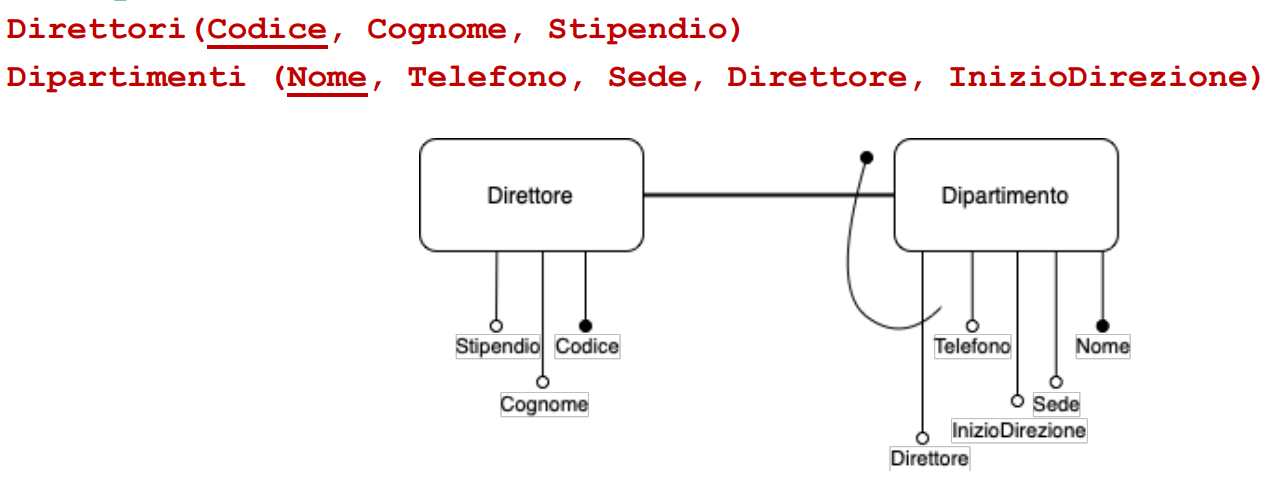 Direttori(Codice, Cognome, Stipendio)
Dipartimenti (Nome, Telefono, Sede, Direttore, InizioDirezione)
Direttore
Dipartimento
Stipendio
Codice
Telefono
Nome
Cognome
Sede
InizioDirezione
Direttore